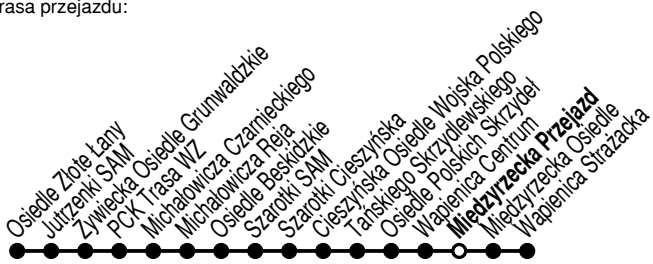 rasa przejazdu:
Osiedle Złote Łany
Jutrzenki SAM
Żywiecka Osiedle Grunwaldzkie
PCK Trasa WZ
Michałowicza Czarnieckiego
Michałowicza Reja
Osiedle Beskidzkie
Szarotki SAM
Szarotki Cieszyńska
Cieszyńska Osiedle Wojska Polskiego
Tańskiego Skrzydlewskiego
Osiedle Polskich Skrzydeł
Wapienica Centrum
Międzyrzecka Przejazd
Międzyrzecka Osiedle
Wapienica Strażacka